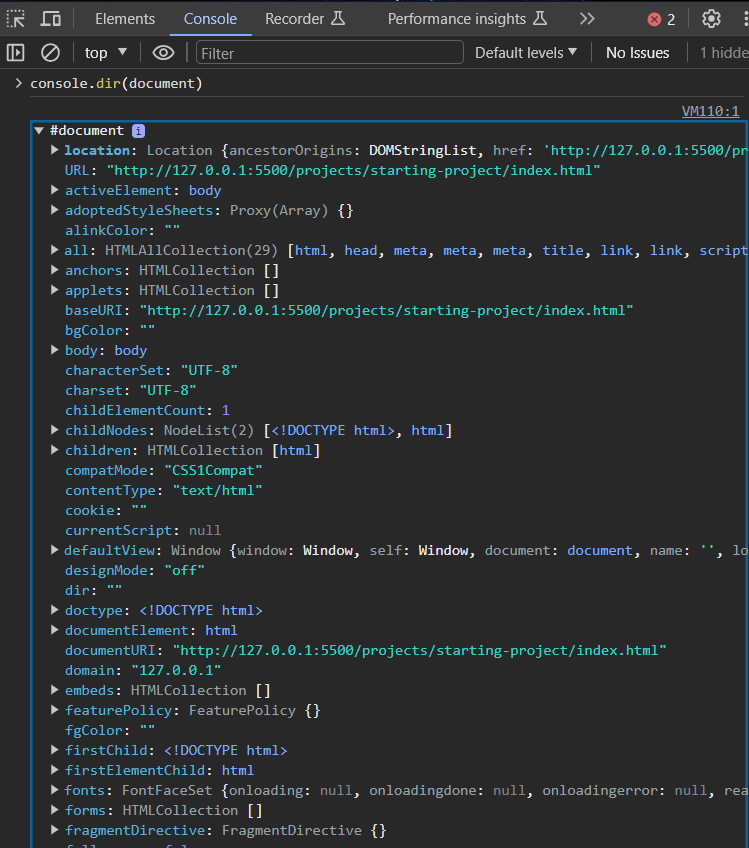 Elements Console Recorder Performance insights 2
top Filter Default levels No Issues 1 hidde
> console.dir(document)
VM110:1
▼ #document i
▶ location: Location {ancestorOrigins: DOMStringList, href: 'http://127.0.0.1:5500/pr
URL: "http://127.0.0.1:5500/projects/starting-project/index.html"
▶ activeElement: body
▶ adoptedStyleSheets: Proxy(Array) {}
alinkColor: ""
▶ all: HTMLAllCollection(29) [html, head, meta, meta, meta, title, link, link, script
▶ anchors: HTMLCollection []
▶ applets: HTMLCollection []
baseURI: "http://127.0.0.1:5500/projects/starting-project/index.html"
bgColor: ""
▶ body: body
characterSet: "UTF-8"
charset: "UTF-8"
childElementCount: 1
▶ childNodes: NodeList(2) [<!DOCTYPE html>, html]
▶ children: HTMLCollection [html]
compatMode: "CSS1Compat"
contentType: "text/html"
cookie: ""
currentScript: null
▶ defaultView: Window {window: Window, self: Window, document: document, name: '', lo
designMode: "off"
dir: ""
▶ doctype: <!DOCTYPE html>
▶ documentElement: html
documentURI: "http://127.0.0.1:5500/projects/starting-project/index.html"
domain: "127.0.0.1"
▶ embeds: HTMLCollection []
▶ featurePolicy: FeaturePolicy {}
fgColor: ""
▶ firstChild: <!DOCTYPE html>
▶ firstElementChild: html
▶ fonts: FontFaceSet {onloading: null, onloadingdone: null, onloadingerror: null, rea
▶ forms: HTMLCollection []
▶ fragmentDirective: FragmentDirective {}